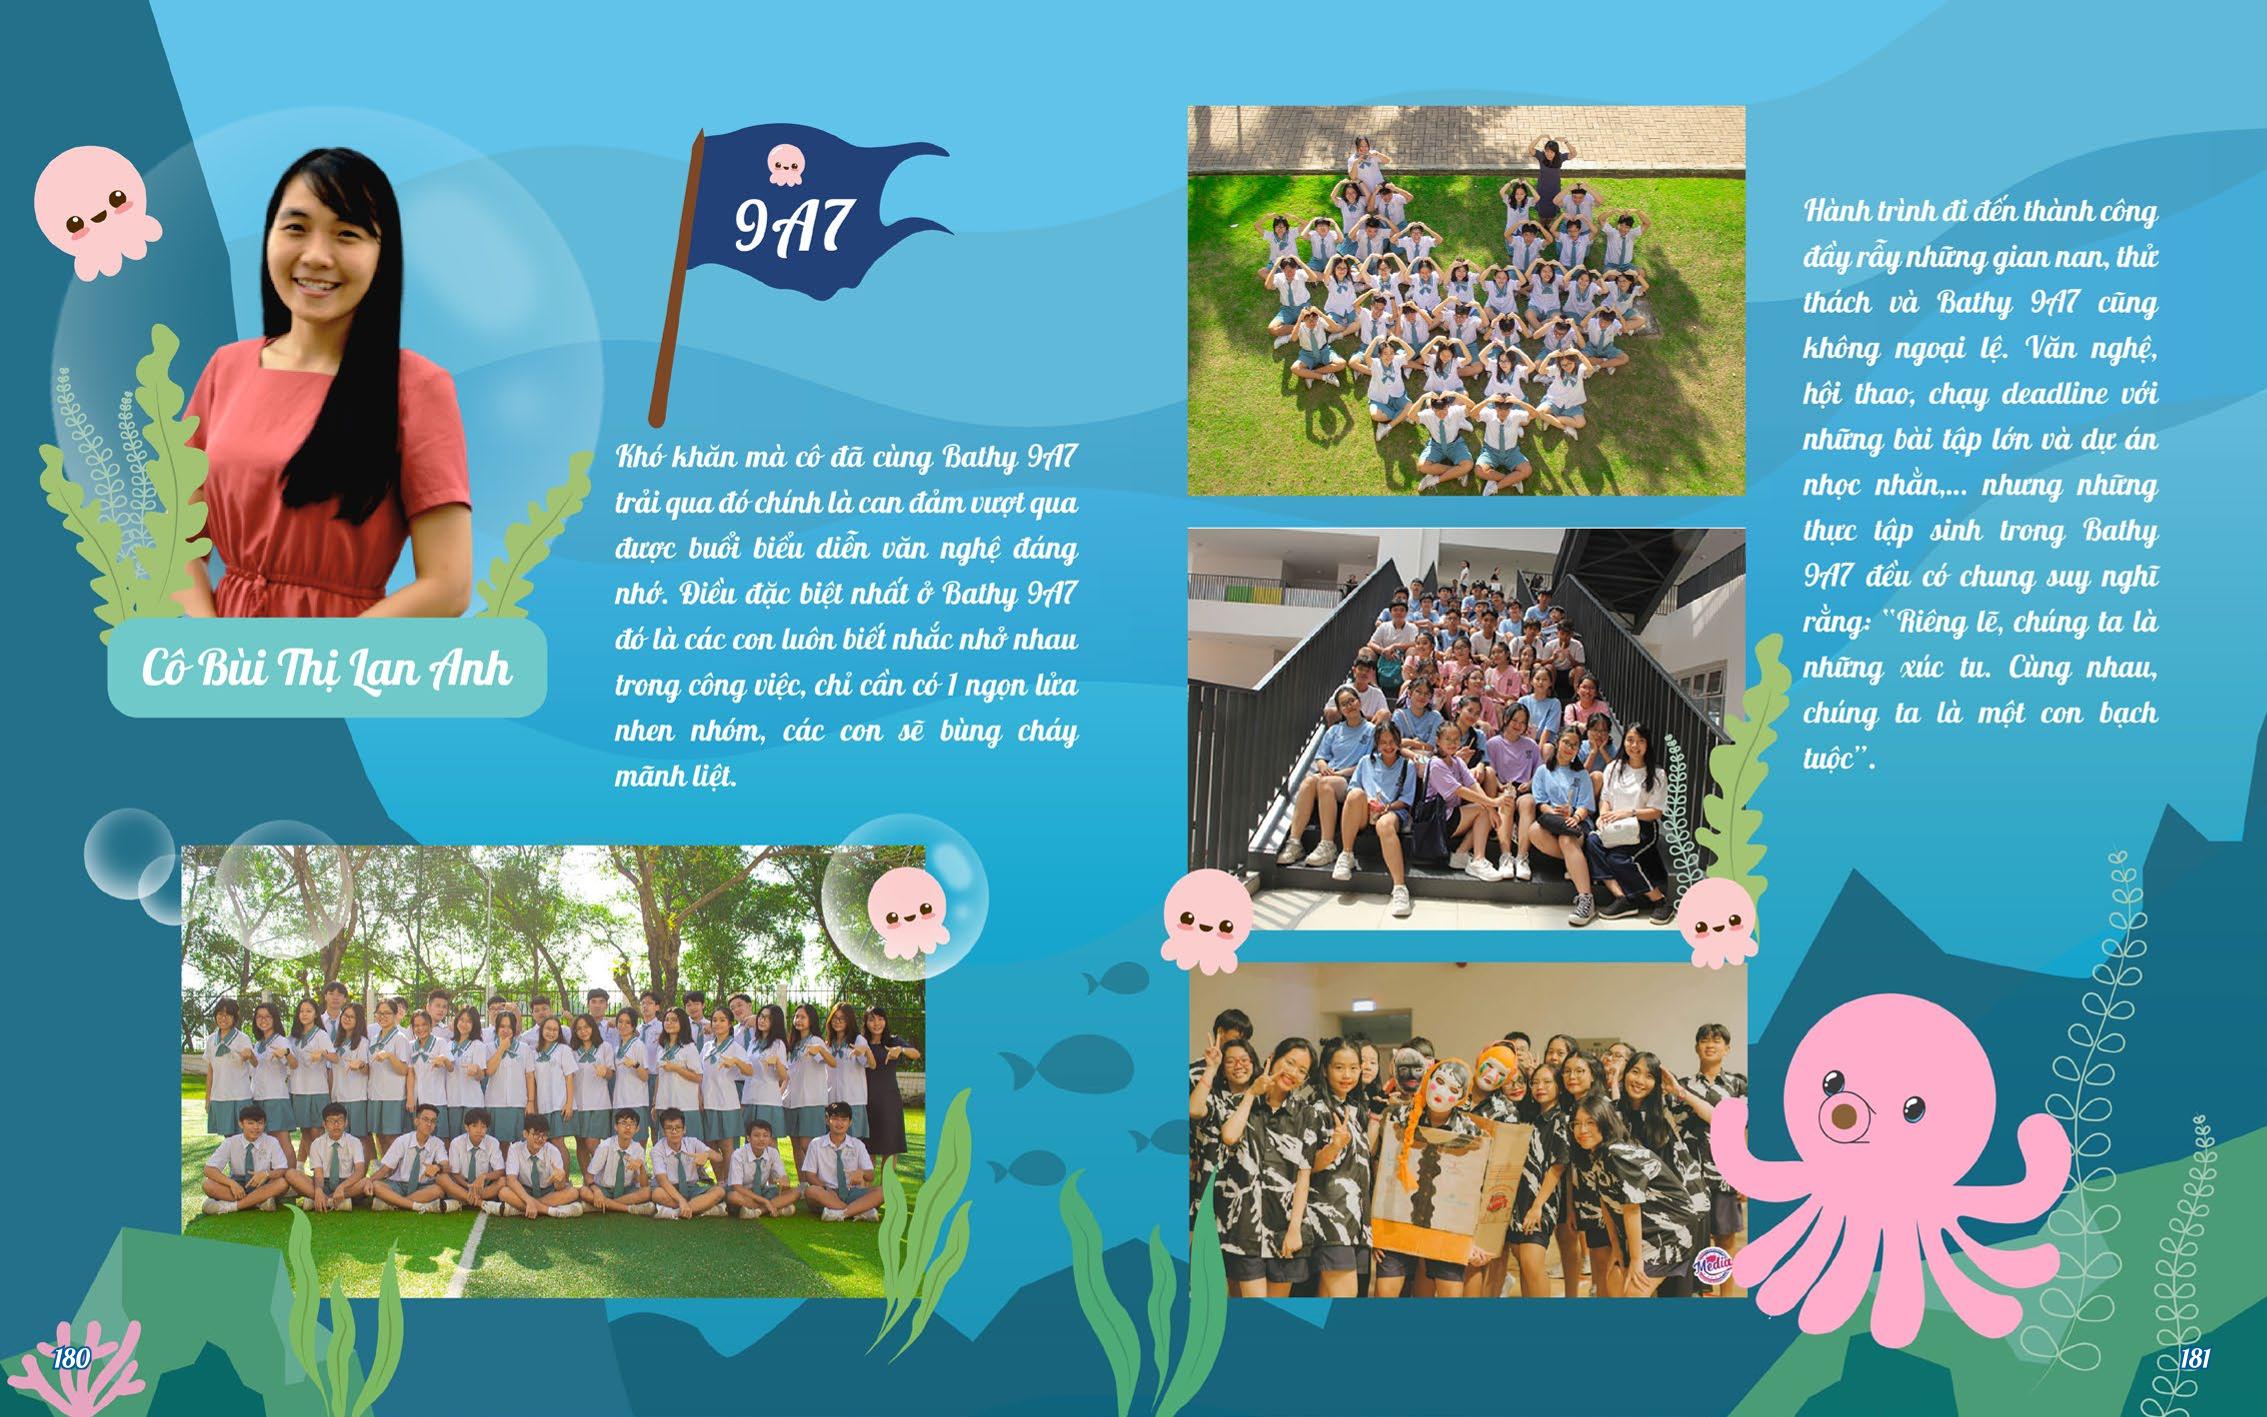 9A7
Cô Bùi Thị Lan Anh
Khó khăn mà cô đã cùng Bathy 9A7
trải qua đó chính là can đảm vượt qua
được buổi biểu diễn văn nghệ đáng
nhớ. Điều đặc biệt nhất ở Bathy 9A7
đó là các con luôn biết nhắc nhở nhau
trong công việc, chỉ cần có 1 ngọn lửa
nhen nhóm, các con sẽ bùng cháy
mãnh liệt.
180
Hành trình đi đến thành công
đầy rẫy những gian nan, thử
thách và Bathy 9A7 cũng
không ngoại lệ. Văn nghệ,
hội thao, chạy deadline với
những bài tập lớn và dự án
nhọc nhằn,... nhưng những
thực tập sinh trong Bathy
9A7 đều có chung suy nghĩ
rằng: “Riêng lẽ, chúng ta là
những xúc tu. Cùng nhau,
chúng ta là một con bạch
tuộc”.
Media
181